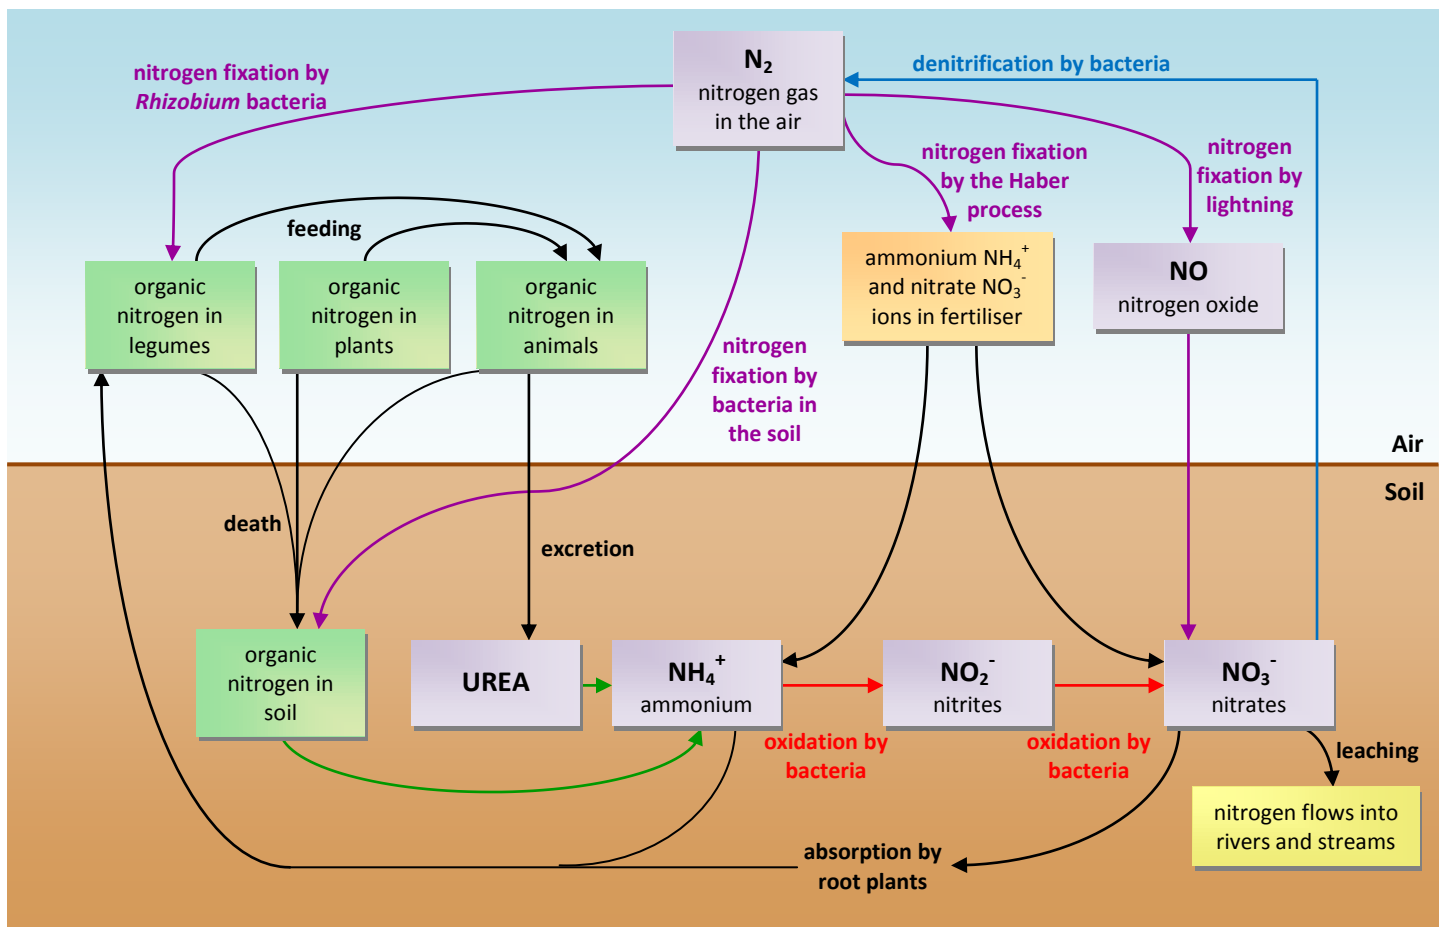 N₂
nitrogen gas
in the air
denitrification by bacteria
nitrogen fixation by
Rhizobium bacteria
nitrogen fixation
by the Haber
process
nitrogen
fixation by
lightning
feeding
organic
nitrogen in
legumes
organic
nitrogen in
plants
organic
nitrogen in
animals
ammonium NH₄⁺
and nitrate NO₃⁻
ions in fertiliser
NO
nitrogen oxide
nitrogen
fixation by
bacteria in
the soil
Air
Soil
death
excretion
organic
nitrogen in
soil
UREA
NH₄⁺
ammonium
NO₂⁻
nitrites
NO₃⁻
nitrates
oxidation by
bacteria
oxidation by
bacteria
leaching
nitrogen flows into
rivers and streams
absorption by
root plants